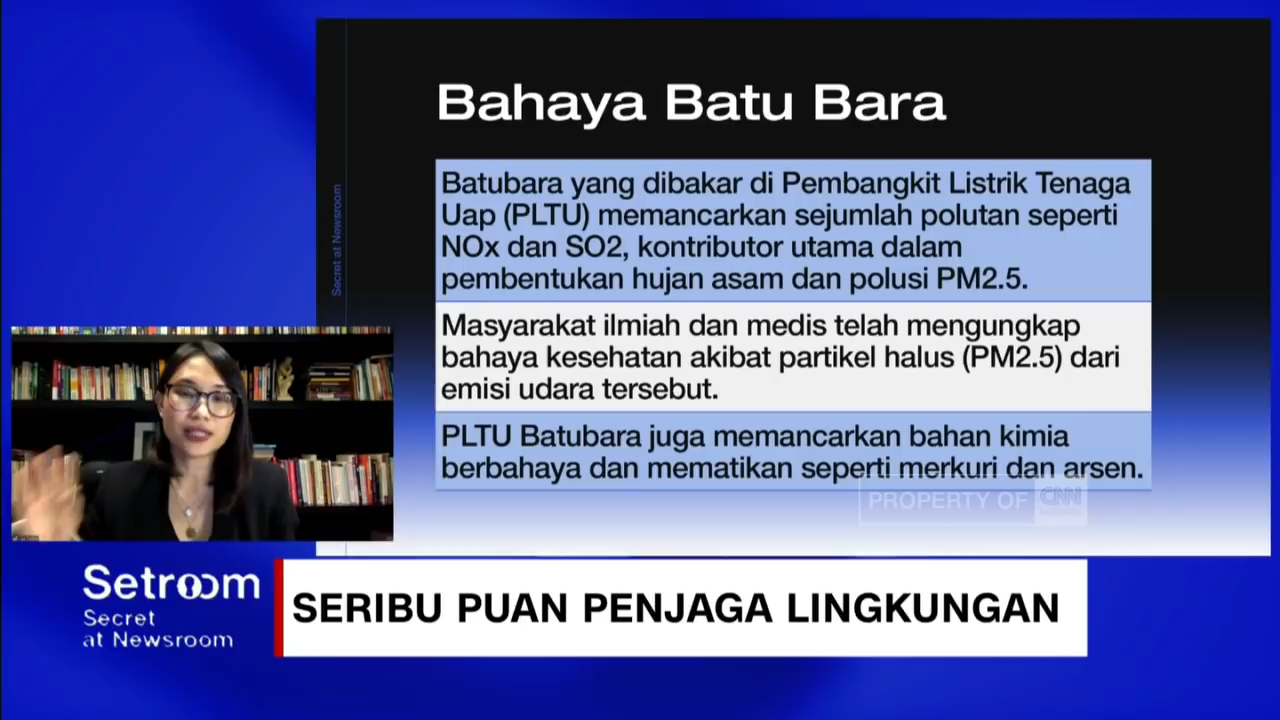 Bahaya Batu Bara
Secret at Newsroom
Batubara yang dibakar di Pembangkit Listrik Tenaga
Uap (PLTU) memancarkan sejumlah polutan seperti
NOx dan SO2, kontributor utama dalam
pembentukan hujan asam dan polusi PM2.5.
Masyarakat ilmiah dan medis telah mengungkap
bahaya kesehatan akibat partikel halus (PM2.5) dari
emisi udara tersebut.
PLTU Batubara juga memancarkan bahan kimia
berbahaya dan mematikan seperti merkuri dan arsen.
PROPERTY OF CNN
Setroom
Secret
at Newsroom
SERIBU PUAN PENJAGA LINGKUNGAN